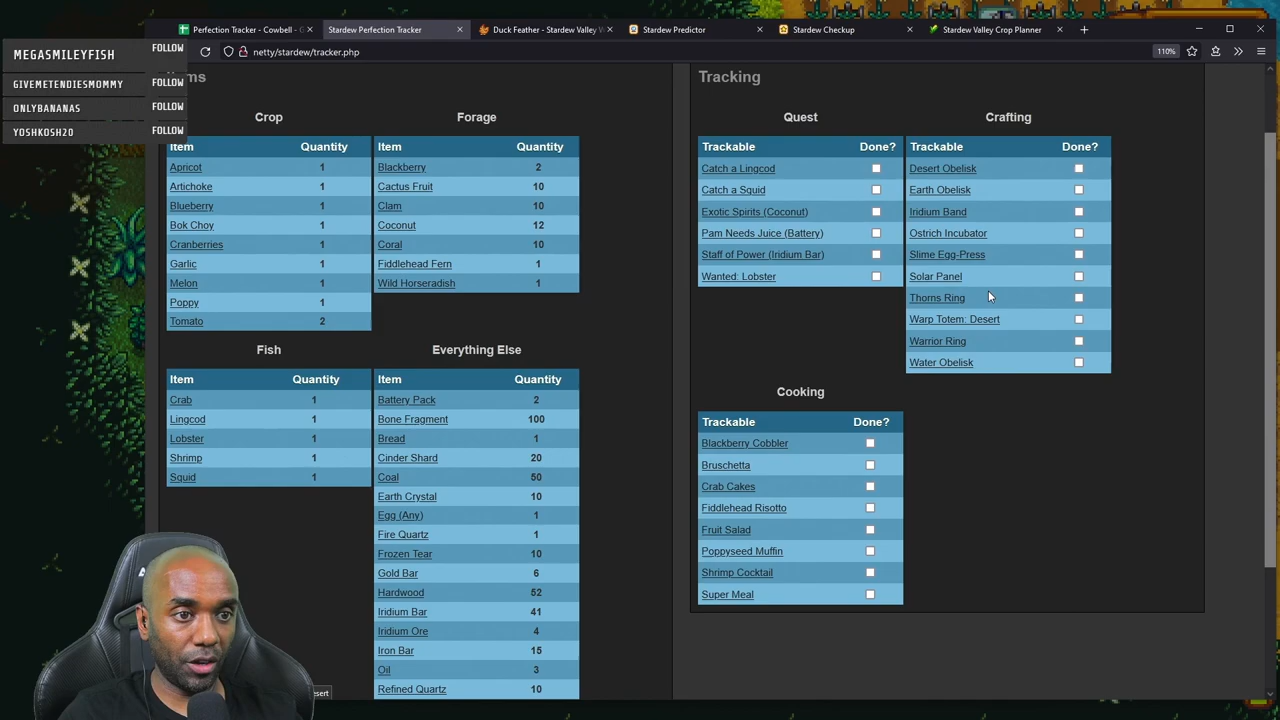 Perfection Tracker - Cowbell - G
Stardew Perfection Tracker
Duck Feather - Stardew Valley W
Stardew Predictor
Stardew Checkup
Stardew Valley Crop Planner
netty/stardew/tracker.php
110%
MEGASMILEYFISH FOLLOW
GIVEMETENDIESMOMMY FOLLOW
ONLYBANANAS FOLLOW
YOSHKOSH20 FOLLOW
ms
Crop
Item Quantity
Apricot 1
Artichoke 1
Blueberry 1
Bok Choy 1
Cranberries 1
Garlic 1
Melon 1
Poppy 1
Tomato 2
Forage
Item Quantity
Blackberry 2
Cactus Fruit 10
Clam 10
Coconut 12
Coral 10
Fiddlehead Fern 1
Wild Horseradish 1
Fish
Item Quantity
Crab 1
Lingcod 1
Lobster 1
Shrimp 1
Squid 1
Everything Else
Item Quantity
Battery Pack 2
Bone Fragment 100
Bread 1
Cinder Shard 20
Coal 50
Earth Crystal 10
Egg (Any) 1
Fire Quartz 1
Frozen Tear 10
Gold Bar 6
Hardwood 52
Iridium Bar 41
Iridium Ore 4
Iron Bar 15
Oil 3
Refined Quartz 10
Tracking
Quest
Trackable Done?
Catch a Lingcod
Catch a Squid
Exotic Spirits (Coconut)
Pam Needs Juice (Battery)
Staff of Power (Iridium Bar)
Wanted: Lobster
Crafting
Trackable Done?
Desert Obelisk
Earth Obelisk
Iridium Band
Ostrich Incubator
Slime Egg-Press
Solar Panel
Thorns Ring
Warp Totem: Desert
Warrior Ring
Water Obelisk
Cooking
Trackable Done?
Blackberry Cobbler
Bruschetta
Crab Cakes
Fiddlehead Risotto
Fruit Salad
Poppyseed Muffin
Shrimp Cocktail
Super Meal
esert